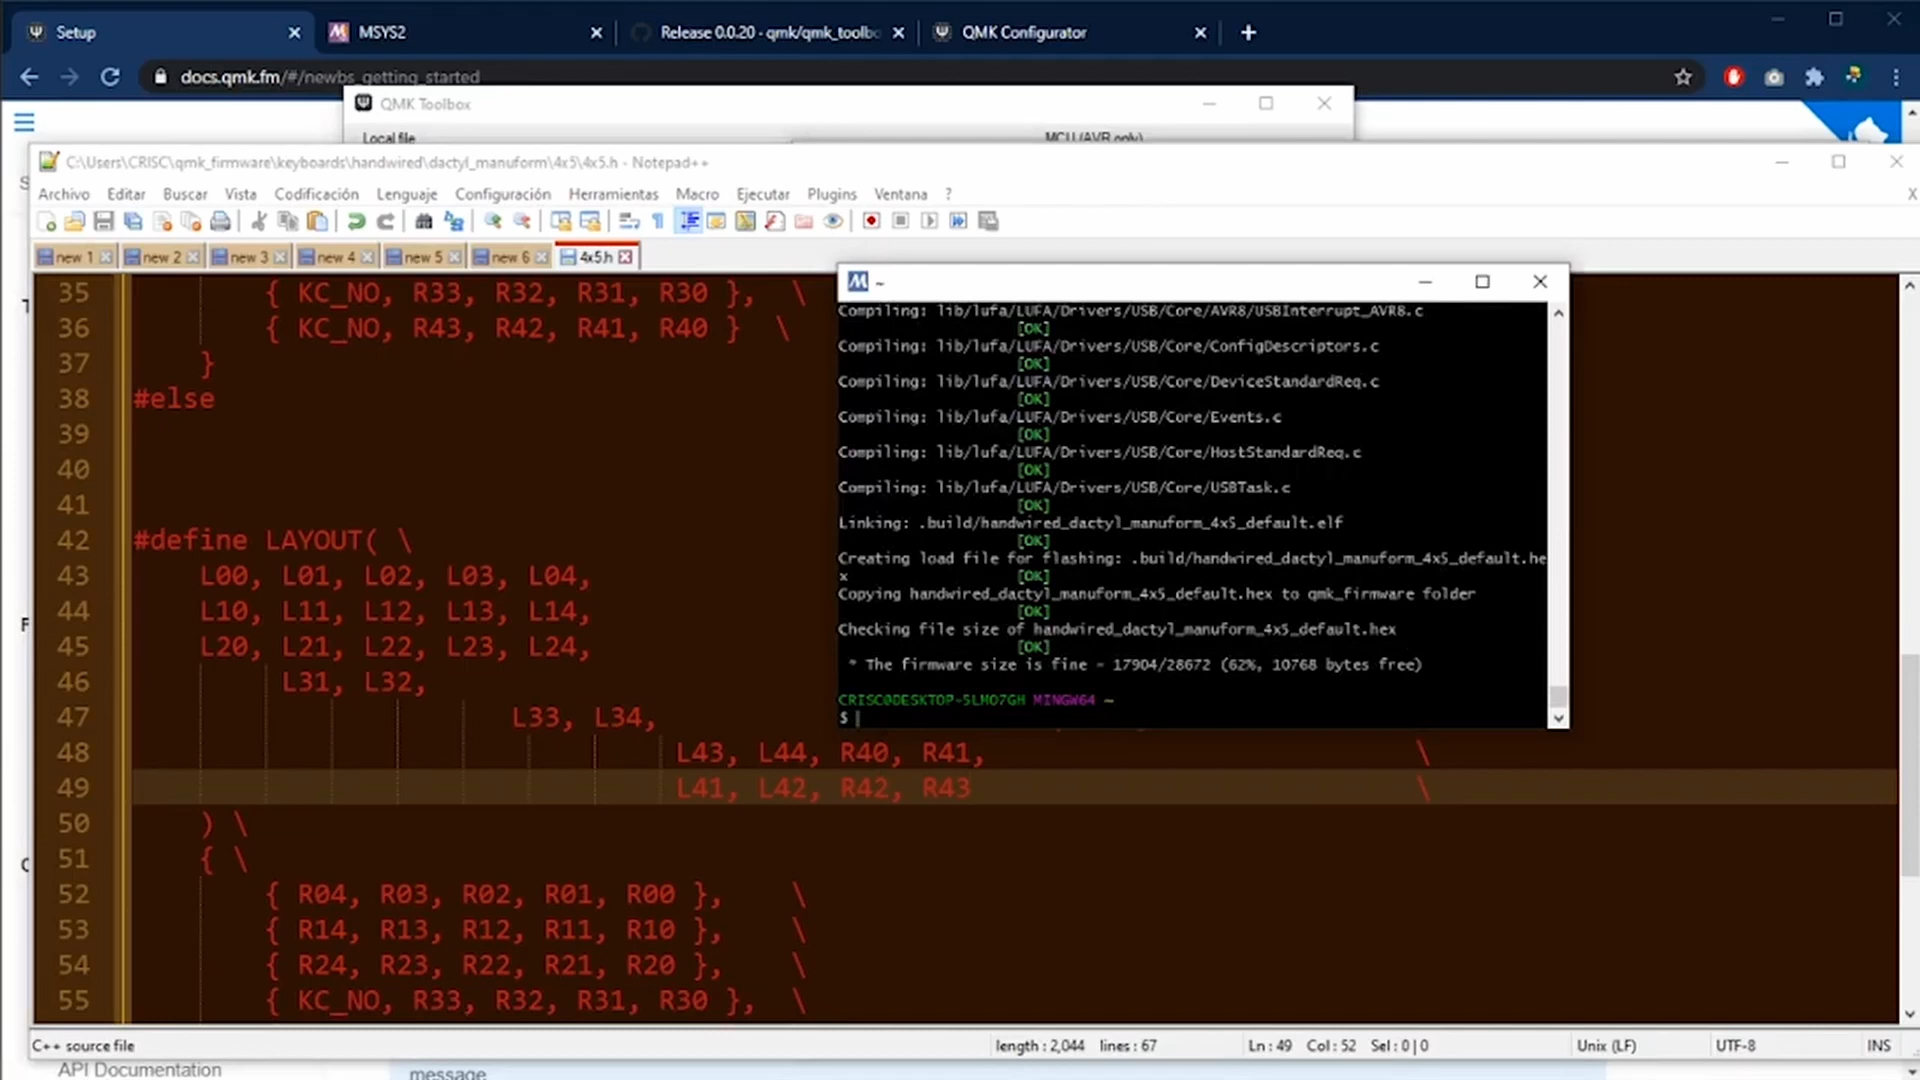 Setup
MSYS2
Release 0.0.20 · qmk/qmk_toolbo
QMK Configurator
docs.qmk.fm/#/newbs_getting_started
QMK Toolbox
Local file
MCU (AVR only)
C:\Users\CRISC\qmk_firmware\keyboards\handwired\dactyl_manuform\4x5\4x5.h - Notepad++
Archivo Editar Buscar Vista Codificación Lenguaje Configuración Herramientas Macro Ejecutar Plugins Ventana ?
X
new 1 new 2 new 3 new 4 new 5 new 6 4x5.h
35 { KC_NO, R33, R32, R31, R30 }, \
36 { KC_NO, R43, R42, R41, R40 } \
37 }
38 #else
39
40
41
42 #define LAYOUT( \
43 L00, L01, L02, L03, L04,
44 L10, L11, L12, L13, L14,
45 L20, L21, L22, L23, L24,
46 L31, L32,
47 L33, L34,
48 L43, L44, R40, R41, \
49 L41, L42, R42, R43 \
50 ) \
51 { \
52 { R04, R03, R02, R01, R00 }, \
53 { R14, R13, R12, R11, R10 }, \
54 { R24, R23, R22, R21, R20 }, \
55 { KC_NO, R33, R32, R31, R30 }, \
~
Compiling: lib/lufa/LUFA/Drivers/USB/Core/AVR8/USBInterrupt_AVR8.c
[OK]
Compiling: lib/lufa/LUFA/Drivers/USB/Core/ConfigDescriptors.c
[OK]
Compiling: lib/lufa/LUFA/Drivers/USB/Core/DeviceStandardReq.c
[OK]
Compiling: lib/lufa/LUFA/Drivers/USB/Core/Events.c
[OK]
Compiling: lib/lufa/LUFA/Drivers/USB/Core/HostStandardReq.c
[OK]
Compiling: lib/lufa/LUFA/Drivers/USB/Core/USBTask.c
[OK]
Linking: .build/handwired_dactyl_manuform_4x5_default.elf
[OK]
Creating load file for flashing: .build/handwired_dactyl_manuform_4x5_default.he
x [OK]
Copying handwired_dactyl_manuform_4x5_default.hex to qmk_firmware folder
[OK]
Checking file size of handwired_dactyl_manuform_4x5_default.hex
[OK]
* The firmware size is fine - 17904/28672 (62%, 10768 bytes free)
CRISC@DESKTOP-5LMO7GH MINGW64 ~
$
C++ source file length : 2,044 lines : 67 Ln : 49 Col : 52 Sel : 0 | 0 Unix (LF) UTF-8 INS
API Documentation
message